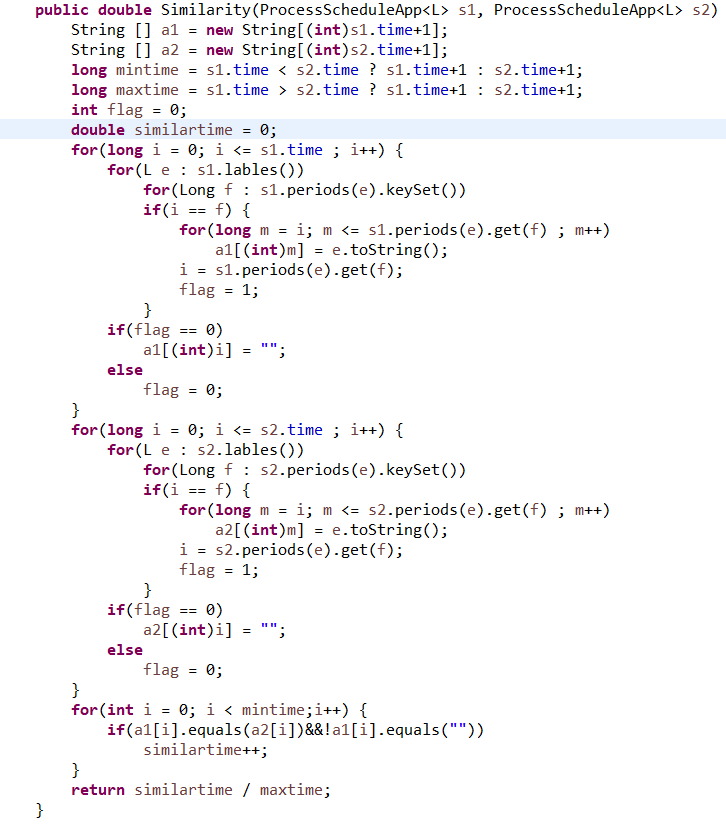 public double Similarity(ProcessScheduleApp<L> s1, ProcessScheduleApp<L> s2)
    String [] a1 = new String[(int)s1.time+1];
    String [] a2 = new String[(int)s2.time+1];
    long mintime = s1.time < s2.time ? s1.time+1 : s2.time+1;
    long maxtime = s1.time > s2.time ? s1.time+1 : s2.time+1;
    int flag = 0;
    double similartime = 0;
    for(long i = 0; i <= s1.time ; i++) {
        for(L e : s1.lables())
            for(Long f : s1.periods(e).keySet())
            if(i == f) {
                for(long m = i; m <= s1.periods(e).get(f) ; m++)
                    a1[(int)m] = e.toString();
                i = s1.periods(e).get(f);
                flag = 1;
            }
        if(flag == 0)
            a1[(int)i] = "";
        else
            flag = 0;
    }
    for(long i = 0; i <= s2.time ; i++) {
        for(L e : s2.lables())
            for(Long f : s2.periods(e).keySet())
            if(i == f) {
                for(long m = i; m <= s2.periods(e).get(f) ; m++)
                    a2[(int)m] = e.toString();
                i = s2.periods(e).get(f);
                flag = 1;
            }
        if(flag == 0)
            a2[(int)i] = "";
        else
            flag = 0;
    }
    for(int i = 0; i < mintime;i++) {
        if(a1[i].equals(a2[i])&&!a1[i].equals(""))
            similartime++;
    }
    return similartime / maxtime;
}